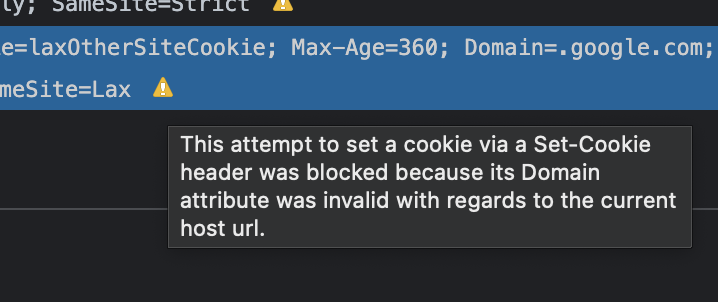 ly; SameSite=Strict
e=laxOtherSiteCookie; Max-Age=360; Domain=.google.com;
meSite=Lax
This attempt to set a cookie via a Set-Cookie
header was blocked because its Domain
attribute was invalid with regards to the current
host url.